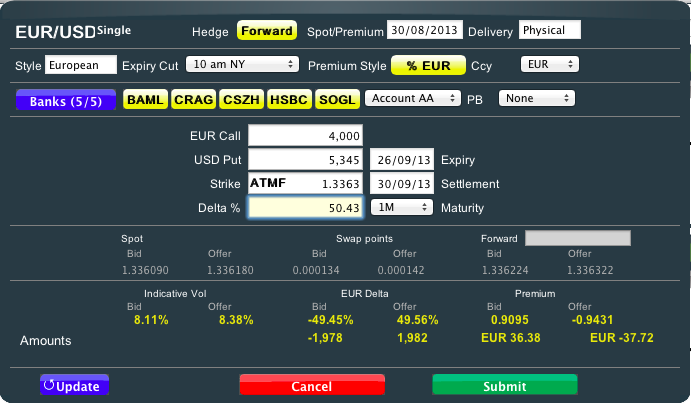 EUR/USD Single Hedge Forward Spot/Premium 30/08/2013 Delivery Physical
Style European Expiry Cut 10 am NY Premium Style % EUR Ccy EUR
Banks (5/5) BAML CRAG CSZH HSBC SOGL Account AA PB None
EUR Call 4,000
USD Put 5,345 26/09/13 Expiry
Strike ATMF 1.3363 30/09/13 Settlement
Delta % 50.43 1M Maturity
Spot Swap points Forward
Bid Offer Bid Offer Bid Offer
1.336090 1.336180 0.000134 0.000142 1.336224 1.336322
Indicative Vol EUR Delta Premium
Bid Offer Bid Offer Bid Offer
8.11% 8.38% -49.45% 49.56% 0.9095 -0.9431
Amounts -1,978 1,982 EUR 36.38 EUR -37.72
Update Cancel Submit